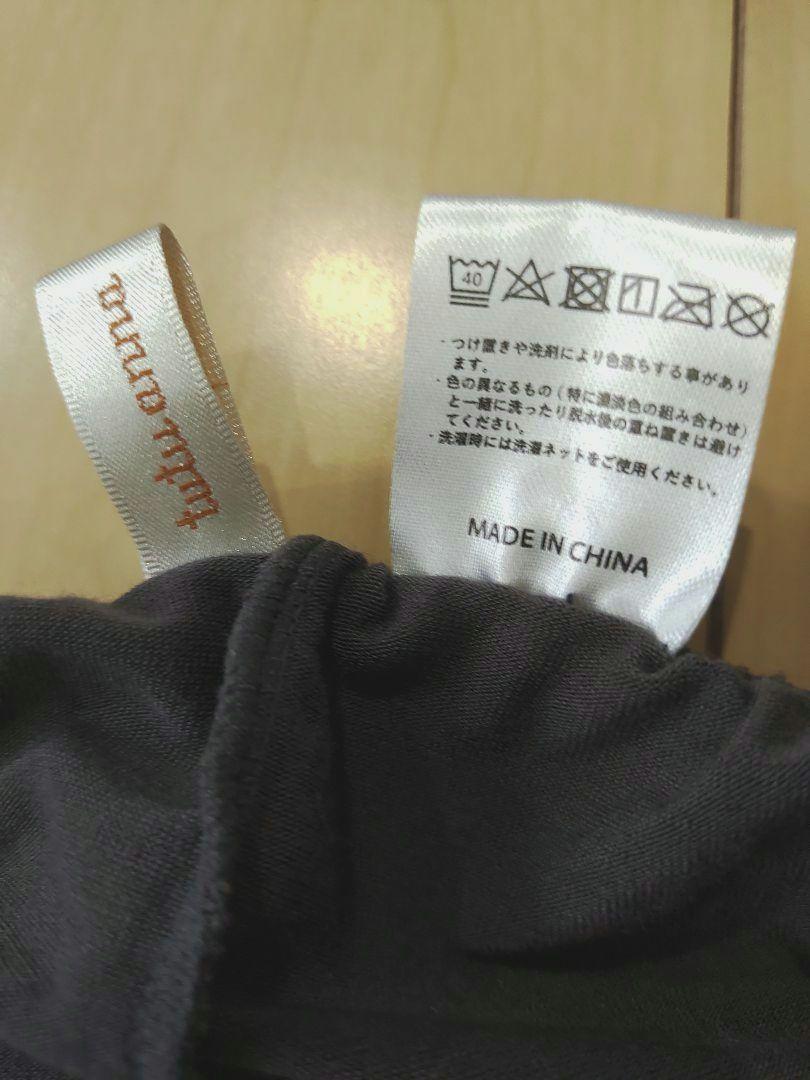 tutuanna
40
・つけ置きや洗剤により色落ちする事があり
ます。
・色の異なるもの(特に濃淡色の組み合わせ)
と一緒に洗ったり脱水後の重ね置きは避け
てください。
・洗濯時には洗濯ネットをご使用ください。
MADE IN CHINA